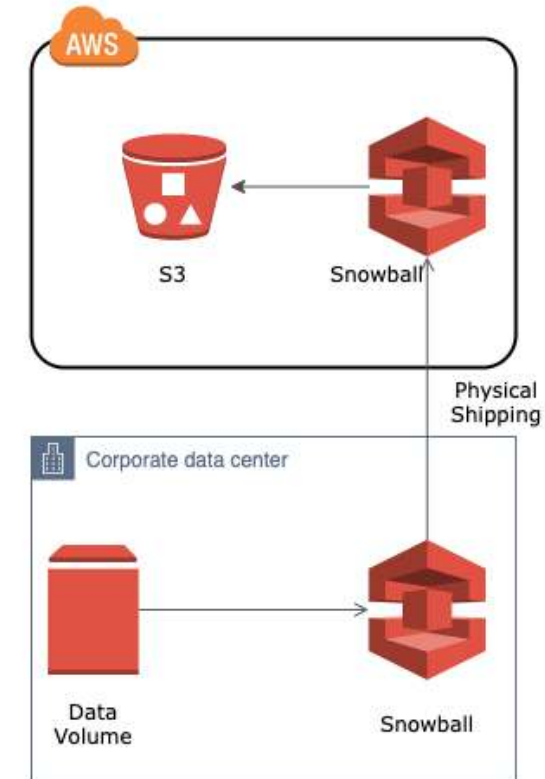 AWS
S3
Snowball
Physical
Shipping
Corporate data center
Data
Volume
Snowball